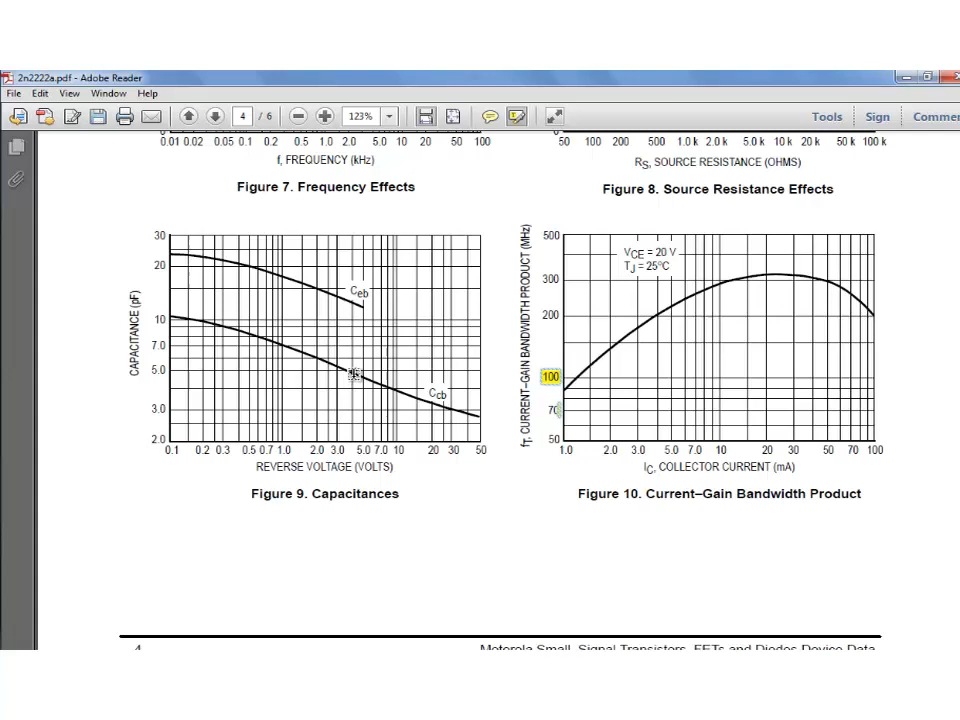 2n2222a.pdf - Adobe Reader
File Edit View Window Help
4 / 6 123% Tools Sign Commen
0
0.01 0.02 0.05 0.1 0.2 0.5 1.0 2.0 5.0 10 20 50 100
f, FREQUENCY (kHz)
Figure 7. Frequency Effects
0
50 100 200 500 1.0 k 2.0 k 5.0 k 10 k 20 k 50 k 100 k
RS, SOURCE RESISTANCE (OHMS)
Figure 8. Source Resistance Effects
CAPACITANCE (pF)
30
20
10
7.0
5.0
3.0
2.0
Ceb
Ccb
0.1 0.2 0.3 0.5 0.7 1.0 2.0 3.0 5.0 7.0 10 20 30 50
REVERSE VOLTAGE (VOLTS)
Figure 9. Capacitances
fT, CURRENT–GAIN BANDWIDTH PRODUCT (MHz)
500
300
200
100
70
50
VCE = 20 V
TJ = 25°C
1.0 2.0 3.0 5.0 7.0 10 20 30 50 70 100
IC, COLLECTOR CURRENT (mA)
Figure 10. Current–Gain Bandwidth Product
4
Motorola Small–Signal Transistors, FETs and Diodes Device Data